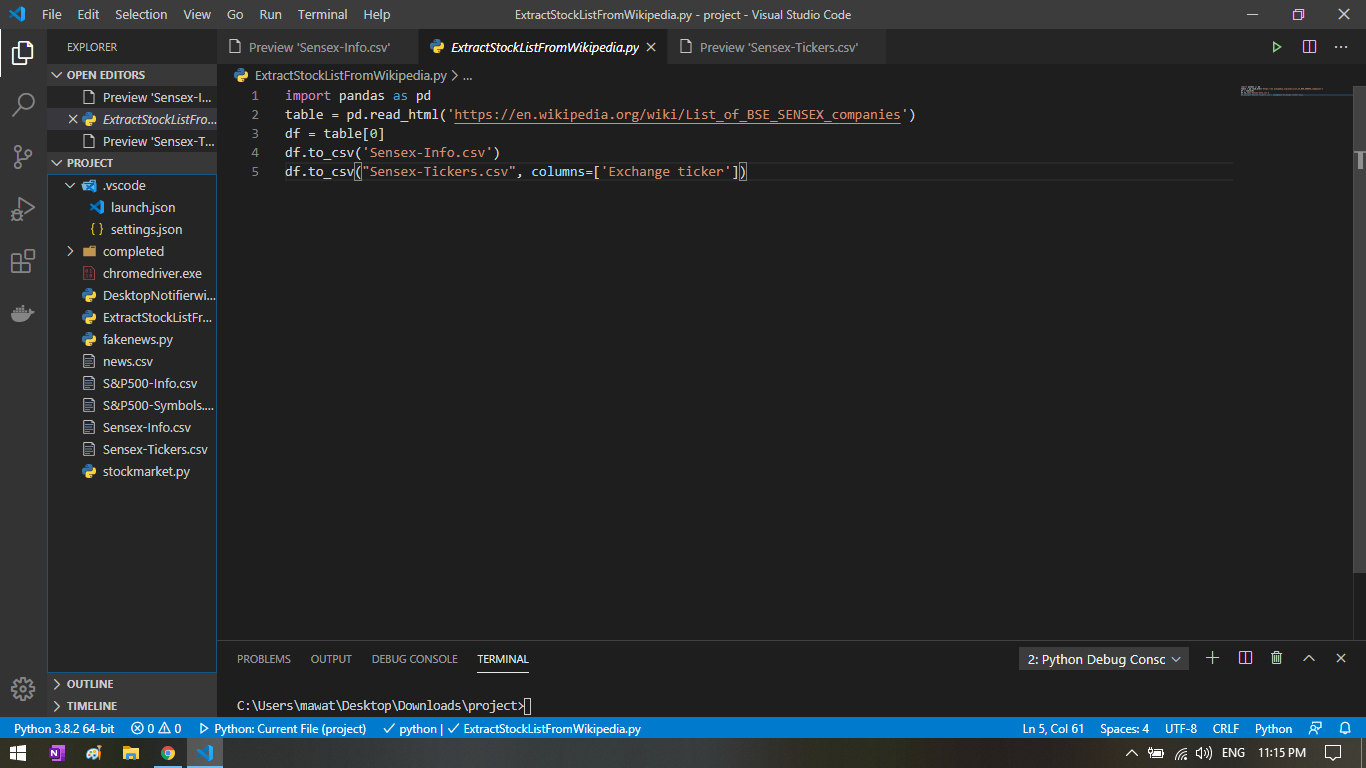 File Edit Selection View Go Run Terminal Help ExtractStockListFromWikipedia.py - project - Visual Studio Code
EXPLORER
OPEN EDITORS
Preview 'Sensex-I...
ExtractStockListFro...
Preview 'Sensex-T...
PROJECT
.vscode
launch.json
{} settings.json
completed
chromedriver.exe
DesktopNotifierwi...
ExtractStockListFr...
fakenews.py
news.csv
S&P500-Info.csv
S&P500-Symbols....
Sensex-Info.csv
Sensex-Tickers.csv
stockmarket.py
OUTLINE
TIMELINE
Preview 'Sensex-Info.csv' ExtractStockListFromWikipedia.py Preview 'Sensex-Tickers.csv'
ExtractStockListFromWikipedia.py > ...
1 import pandas as pd
2 table = pd.read_html('https://en.wikipedia.org/wiki/List_of_BSE_SENSEX_companies')
3 df = table[0]
4 df.to_csv('Sensex-Info.csv')
5 df.to_csv("Sensex-Tickers.csv", columns=['Exchange ticker'])
PROBLEMS OUTPUT DEBUG CONSOLE TERMINAL 2: Python Debug Consc
C:\Users\mawat\Desktop\Downloads\project>
Python 3.8.2 64-bit 0 0 Python: Current File (project) python | ExtractStockListFromWikipedia.py Ln 5, Col 61 Spaces: 4 UTF-8 CRLF Python
N ENG 11:15 PM